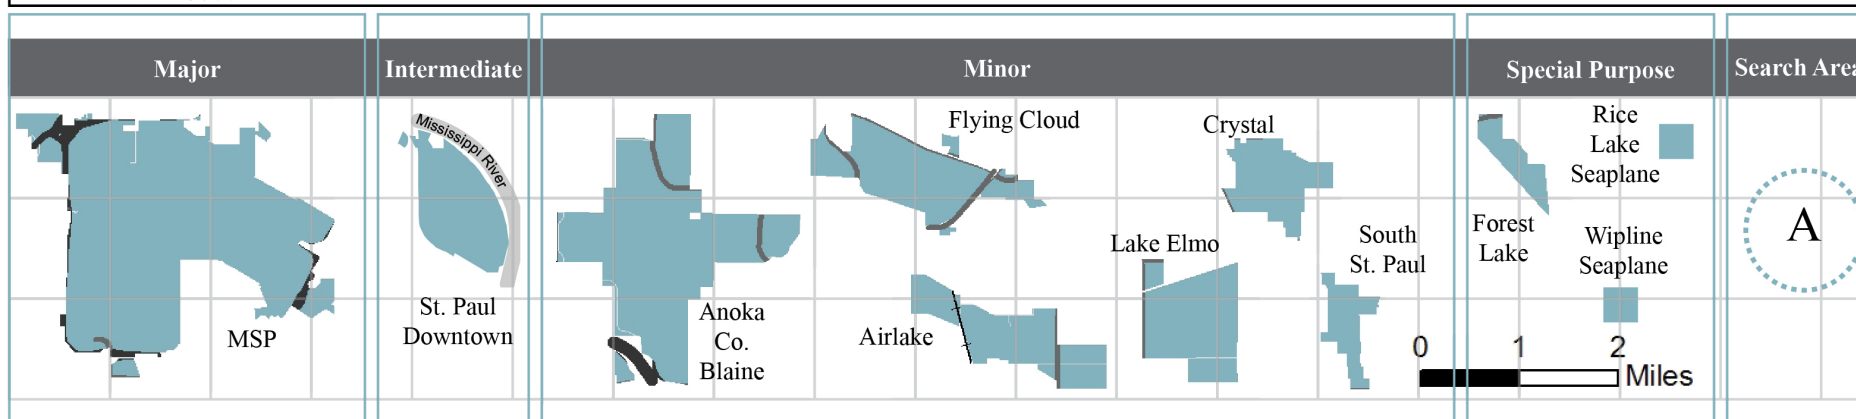 Major
Intermediate
Minor
Special Purpose
Search Area
MSP
Mississippi River
St. Paul
Downtown
Anoka
Co.
Blaine
Flying Cloud
Airlake
Lake Elmo
Crystal
South
St. Paul
Forest
Lake
Rice
Lake
Seaplane
Wipline
Seaplane
A
0 1 2
Miles